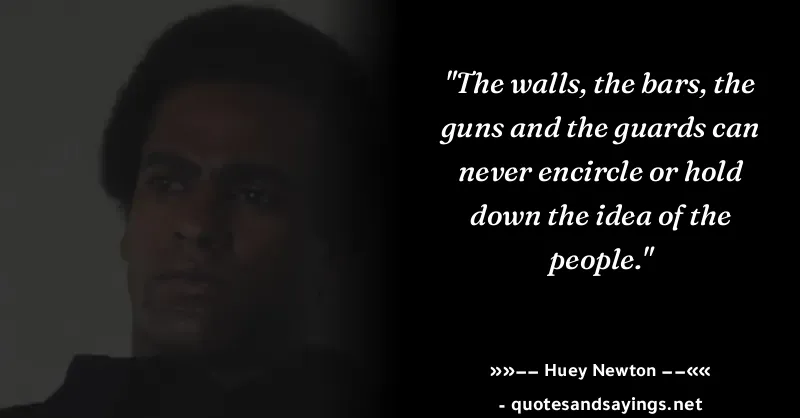 "The walls, the bars, the
guns and the guards can
never encircle or hold
down the idea of the
people."
»»−− Huey Newton −−««
- quotesandsayings.net